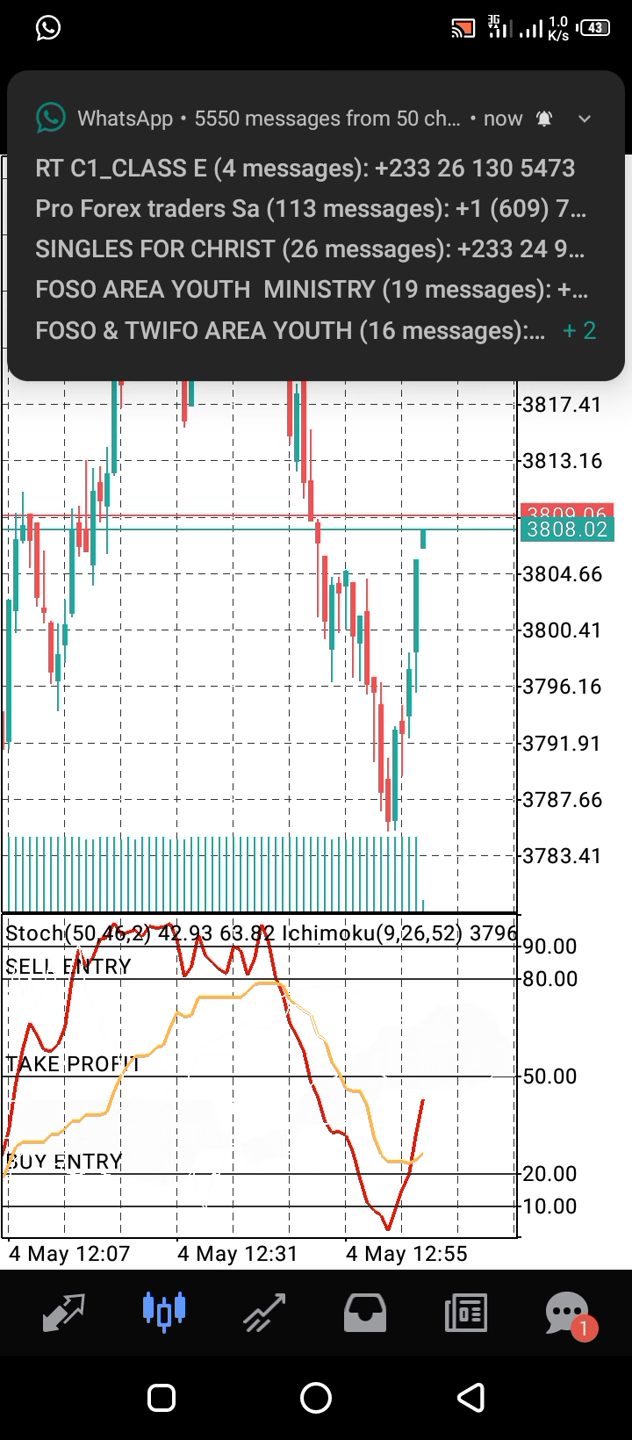 3G
1.0
K/s
43
WhatsApp • 5550 messages from 50 ch... • now
RT C1_CLASS E (4 messages): +233 26 130 5473
Pro Forex traders Sa (113 messages): +1 (609) 7...
SINGLES FOR CHRIST (26 messages): +233 24 9...
FOSO AREA YOUTH MINISTRY (19 messages): +...
FOSO & TWIFO AREA YOUTH (16 messages):... + 2
3817.41
3813.16
3809.06
3808.02
3804.66
3800.41
3796.16
3791.91
3787.66
3783.41
Stoch(50,46,2) 42.93 63.82 Ichimoku(9,26,52) 3796
90.00
SELL ENTRY
80.00
TAKE PROFIT
50.00
BUY ENTRY
20.00
10.00
4 May 12:07 4 May 12:31 4 May 12:55
1